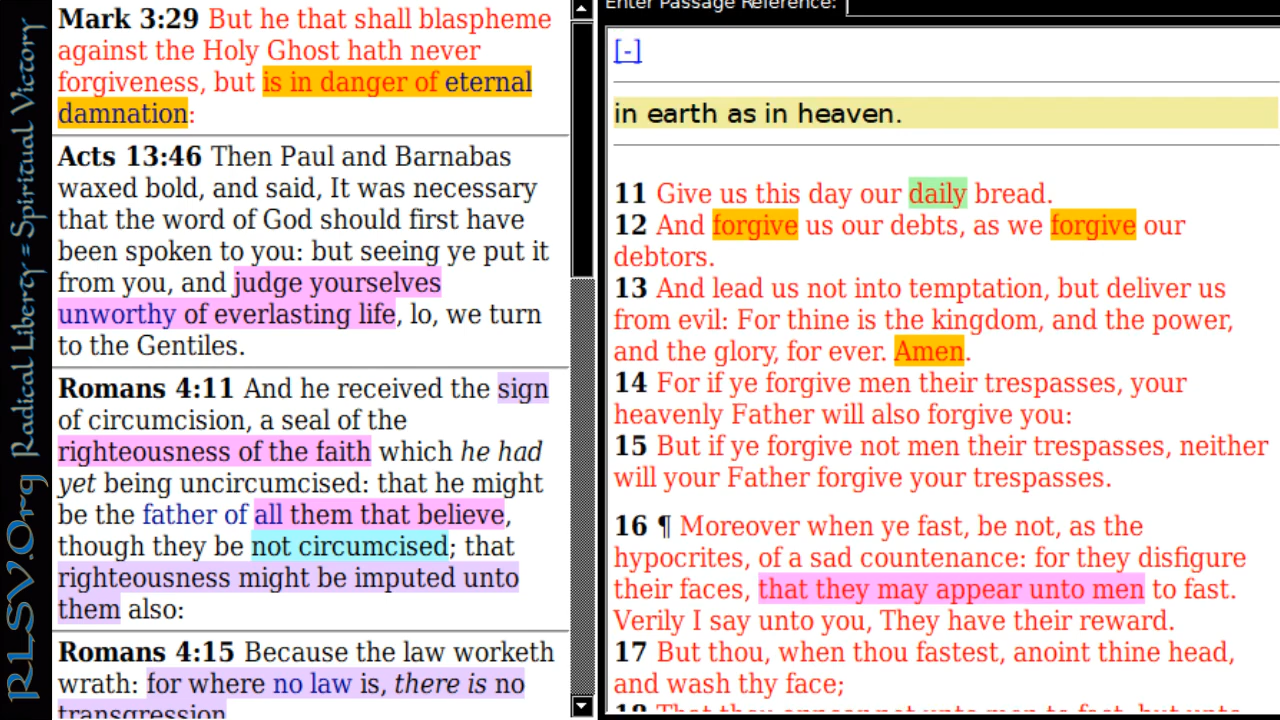 RLSV.Org Radical Liberty = Spiritual Victory
Mark 3:29 But he that shall blaspheme
against the Holy Ghost hath never
forgiveness, but is in danger of eternal
damnation:
Acts 13:46 Then Paul and Barnabas
waxed bold, and said, It was necessary
that the word of God should first have
been spoken to you: but seeing ye put it
from you, and judge yourselves
unworthy of everlasting life, lo, we turn
to the Gentiles.
Romans 4:11 And he received the sign
of circumcision, a seal of the
righteousness of the faith which he had
yet being uncircumcised: that he might
be the father of all them that believe,
though they be not circumcised; that
righteousness might be imputed unto
them also:
Romans 4:15 Because the law worketh
wrath: for where no law is, there is no
transgression
Enter Passage Reference:
[-]
in earth as in heaven.
11 Give us this day our daily bread.
12 And forgive us our debts, as we forgive our
debtors.
13 And lead us not into temptation, but deliver us
from evil: For thine is the kingdom, and the power,
and the glory, for ever. Amen.
14 For if ye forgive men their trespasses, your
heavenly Father will also forgive you:
15 But if ye forgive not men their trespasses, neither
will your Father forgive your trespasses.
16 ¶ Moreover when ye fast, be not, as the
hypocrites, of a sad countenance: for they disfigure
their faces, that they may appear unto men to fast.
Verily I say unto you, They have their reward.
17 But thou, when thou fastest, anoint thine head,
and wash thy face;
18 That thou appear not unto men to fast, but unto